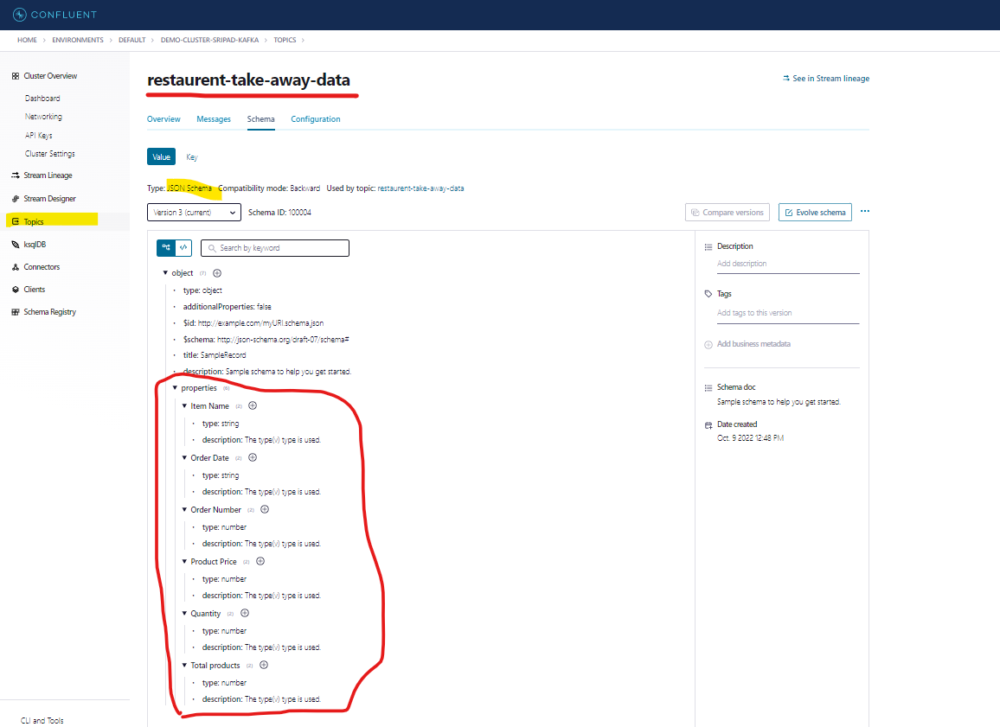 CONFLUENT
HOME > ENVIRONMENTS > DEFAULT > DEMO-CLUSTER-SRIPAD-KAFKA > TOPICS >
Cluster Overview
Dashboard
Networking
API Keys
Cluster Settings
Stream Lineage
Stream Designer
Topics
ksqlDB
Connectors
Clients
Schema Registry
CLI and Tools
restaurent-take-away-data
See in Stream lineage
Overview Messages Schema Configuration
Value Key
Type: JSON Schema Compatibility mode: Backward Used by topic: restaurent-take-away-data
Version 3 (current) Schema ID: 100004 Compare versions Evolve schema ...
</> Search by keyword
object (7)
type: object
additionalProperties: false
$id: http://example.com/myURI.schema.json
$schema: http://json-schema.org/draft-07/schema#
title: SampleRecord
description: Sample schema to help you get started.
properties (6)
Item Name (2)
type: string
description: The type(v) type is used.
Order Date (2)
type: string
description: The type(v) type is used.
Order Number (2)
type: number
description: The type(v) type is used.
Product Price (2)
type: number
description: The type(v) type is used.
Quantity (2)
type: number
description: The type(v) type is used.
Total products (2)
type: number
description: The type(v) type is used.
Description
Add description
Tags
Add tags to this version
Add business metadata
Schema doc
Sample schema to help you get started.
Date created
Oct. 9 2022 12:48 PM